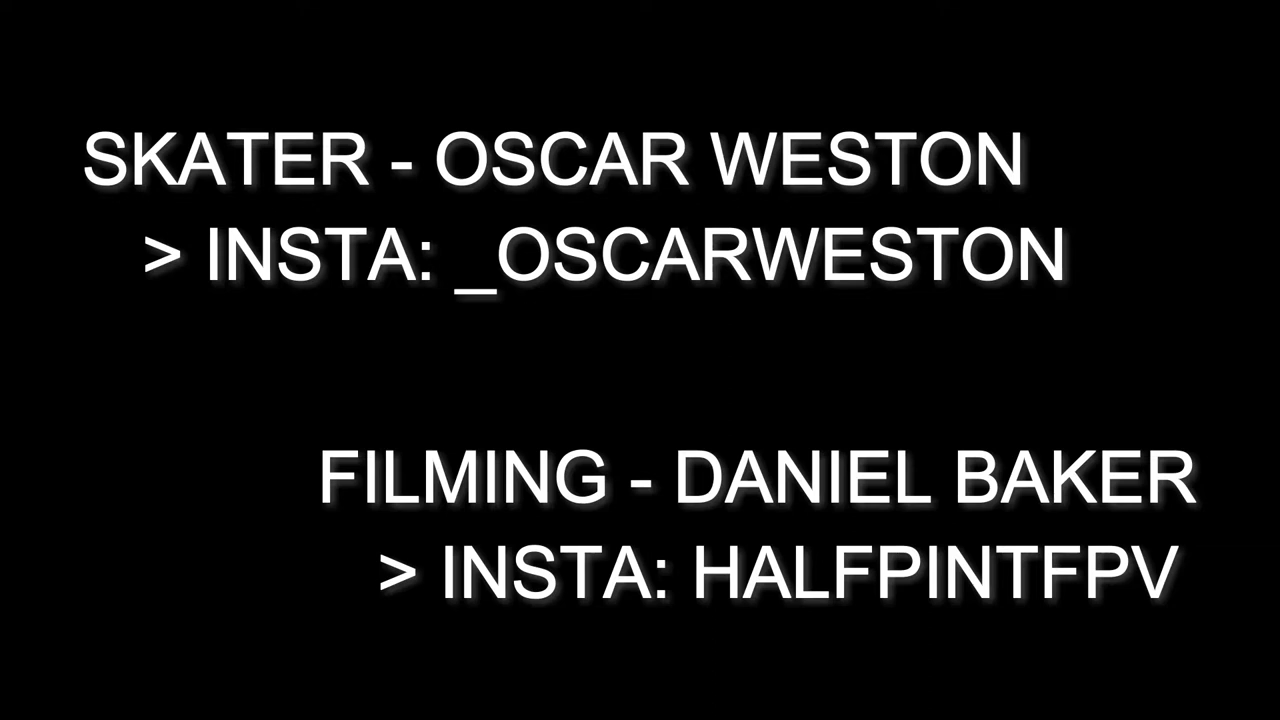 SKATER - OSCAR WESTON
> INSTA: _OSCARWESTON
FILMING - DANIEL BAKER
> INSTA: HALFPINTFPV